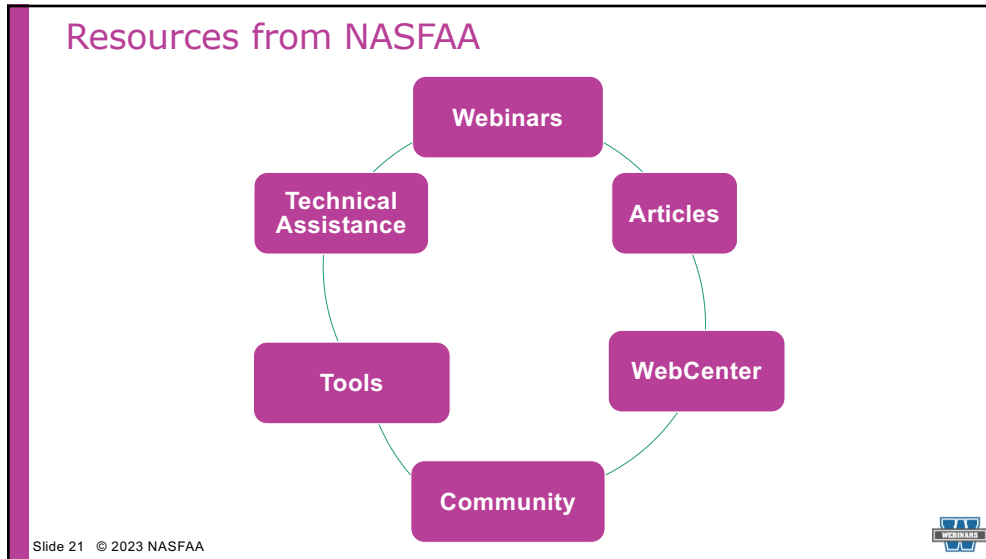 Resources from NASFAA
Webinars
Articles
WebCenter
Community
Tools
Technical
Assistance
Slide 21 © 2023 NASFAA
W
WEBINARS